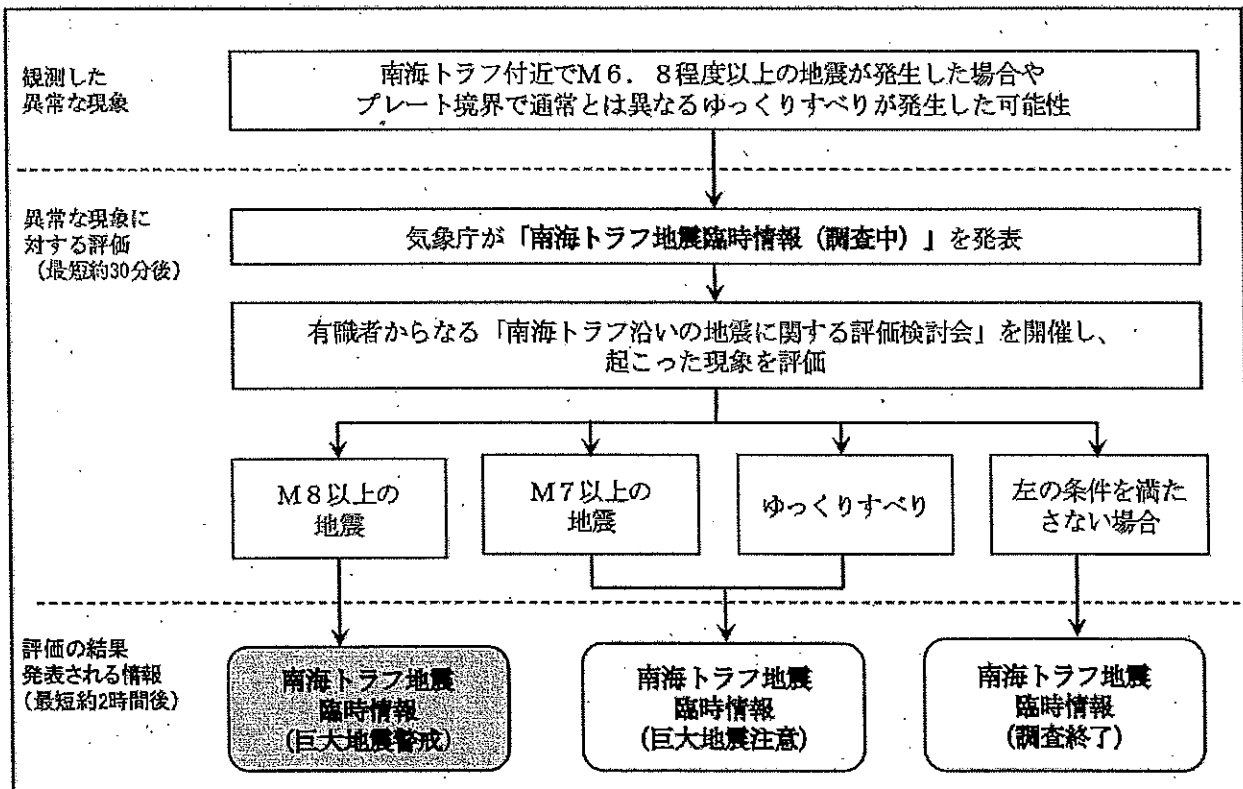 観測した
異常な現象
南海トラフ付近でM6．8程度以上の地震が発生した場合や
プレート境界で通常とは異なるゆっくりすべりが発生した可能性
異常な現象に
対する評価
（最短約30分後）
気象庁が「南海トラフ地震臨時情報（調査中）」を発表
有識者からなる「南海トラフ沿いの地震に関する評価検討会」を開催し、
起こった現象を評価
M8以上の
地震
M7以上の
地震
ゆっくりすべり
左の条件を満た
さない場合
評価の結果
発表される情報
（最短約2時間後）
南海トラフ地震
臨時情報
（巨大地震警戒）
南海トラフ地震
臨時情報
（巨大地震注意）
南海トラフ地震
臨時情報
（調査終了）